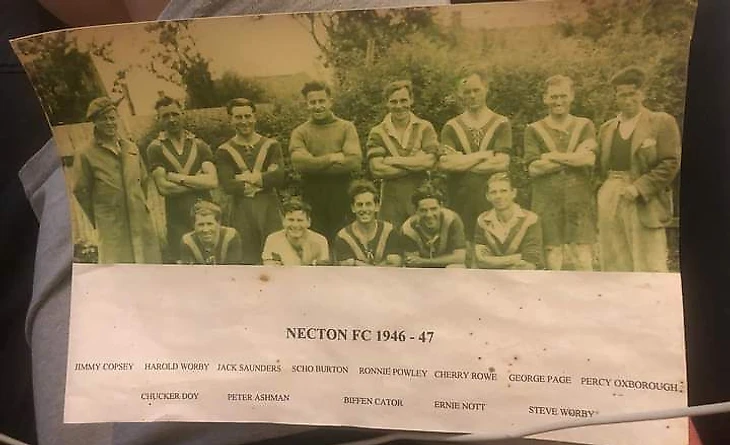 NECTON FC 1946 - 47
JIMMY COPSEY HAROLD WORBY JACK SAUNDERS SCHO BURTON RONNIE POWLEY CHERRY ROWE GEORGE PAGE PERCY OXBOROUGH
CHUCKER DOY PETER ASHMAN BIFFEN CATOR ERNIE NOTT STEVE WORBY